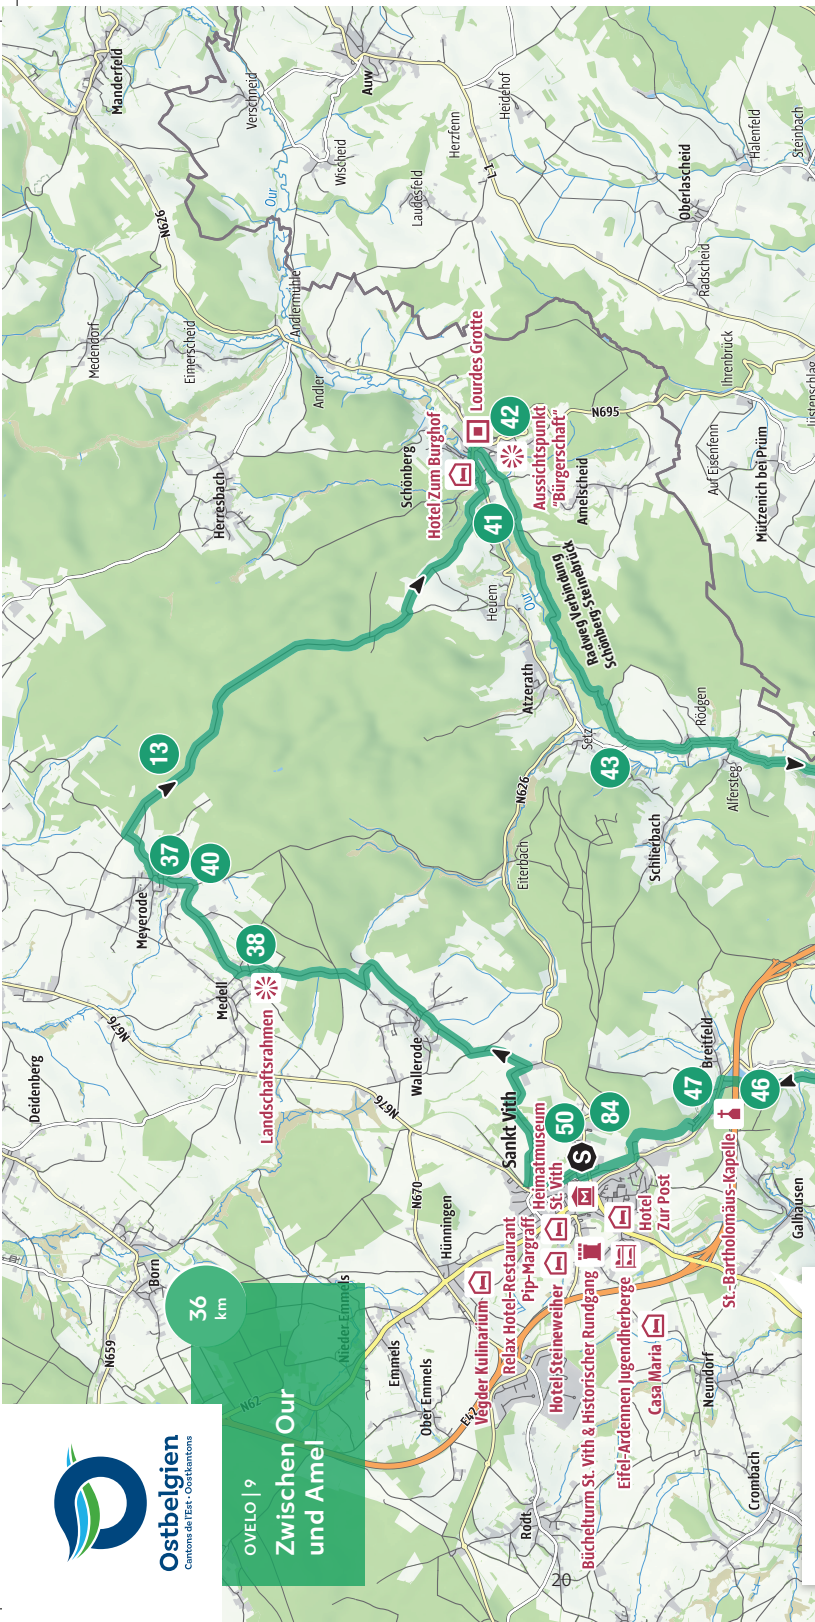 Ostbelgien
Cantons de l'Est · Ostkantons
OVELO | 9
Zwischen Our
und Amel
36
km
N62
N659
Born
Nieder Emmels
Emmels
Ober Emmels
E42
Rodt
Crombach
Neundorf
Hünningen
N670
N676
N676
Deidenberg
Medell
Meyerode
Landschaftsrahmen
Wallerode
Sankt Vith
Heimatmuseum
St. Vith
Vegder Kulinarium
Relax Hotel-Restaurant
Pip-Margraff
Hotel Steineweiher
Büchelturm St. Vith & Historischer Rundgang
Eifel-Ardennen Jugendherberge
Casa Maria
Hotel
Zur Post
St.-Bartholomäus-Kapelle
Galhausen
Breitfeld
S
50
84
47
46
38
40
37
13
41
42
43
Eiterbach
N626
Setz
Atzerath
Heuem
Our
Schlierbach
Alfersteg
Rödgen
Radweg Verbindung
Schönberg-Steinebrück
Schönberg
Hotel Zum Burghof
Lourdes Grotte
Aussichtspunkt
"Bürgerschaft"
Amelscheid
N695
Auf Eisenfenn
Mützenich bei Prüm
Ihrenbrück
Herresbach
Andler
Andlermühle
Eimerscheid
Medendorf
N626
Manderfeld
Verschneid
Our
Wischeid
Auw
Laudesfeld
Herzfenn
Heidehof
E1
Radscheid
Oberlascheid
Halenfeld
Steinbach
20